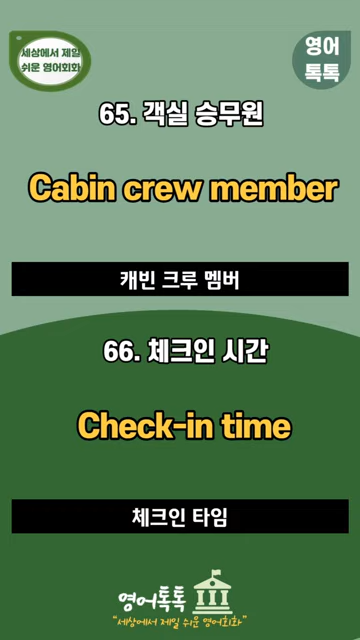 세상에서 제일
쉬운 영어회화
영어
톡톡
65. 객실 승무원
Cabin crew member
캐빈 크루 멤버
66. 체크인 시간
Check-in time
체크인 타임
영어톡톡
"세상에서 제일 쉬운 영어회화"